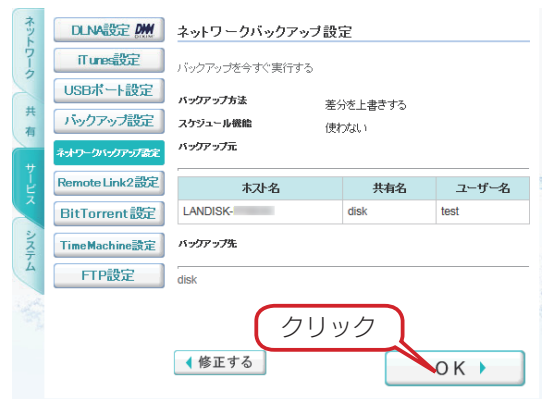 ネットワーク
共有
サービス
システム
DLNA設定
iTunes設定
USBポート設定
バックアップ設定
ネットワークバックアップ設定
Remote Link2設定
BitTorrent設定
TimeMachine設定
FTP設定
ネットワークバックアップ設定
バックアップを今すぐ実行する
バックアップ方法 差分を上書きする
スケジュール機能 使わない
バックアップ元
ホスト名 共有名 ユーザー名
LANDISK- disk test
バックアップ先
disk
クリック
修正する
OK